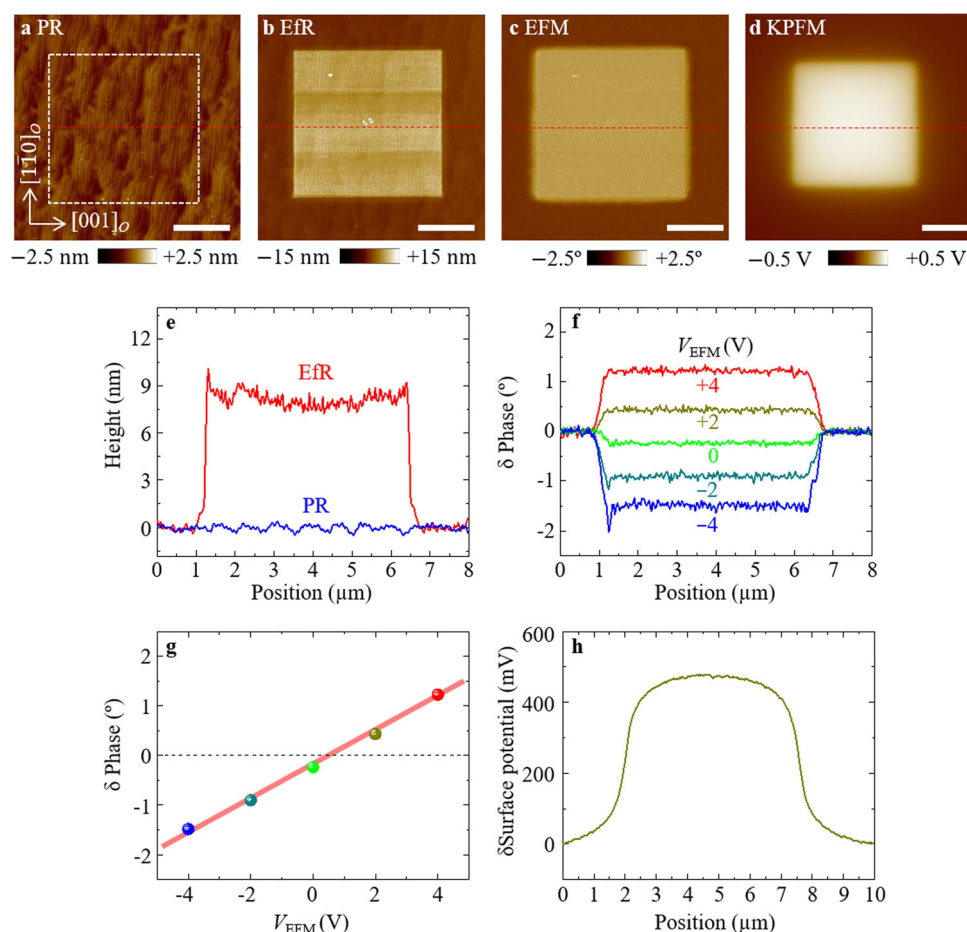 a PR
b EfR
c EFM
d KPFM
[11̅0]O
[001]O
−2.5 nm +2.5 nm
−15 nm +15 nm
−2.5° +2.5°
−0.5 V +0.5 V
e
12
9
6
3
0
Height (nm)
EfR
PR
0 1 2 3 4 5 6 7 8
Position (µm)
f
2
1
0
-1
-2
δ Phase (°)
VEFM (V)
+4
+2
0
−2
−4
0 1 2 3 4 5 6 7 8
Position (µm)
g
2
1
0
-1
-2
δ Phase (°)
-4 -2 0 2 4
VEFM (V)
h
600
400
200
0
δSurface potential (mV)
0 1 2 3 4 5 6 7 8 9 10
Position (µm)